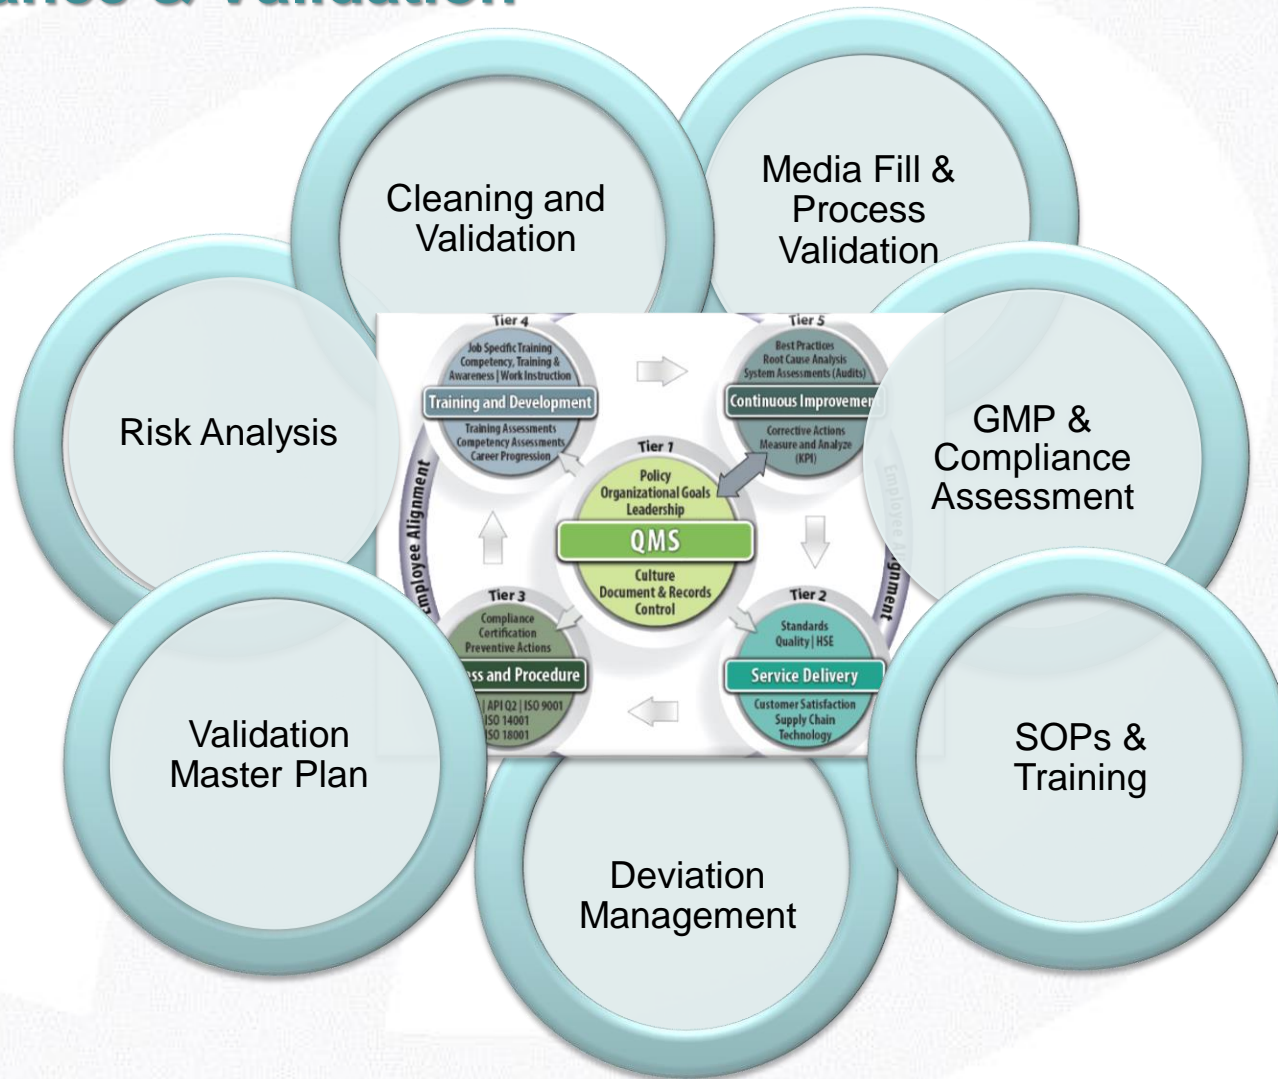 & Validation
Cleaning and
Validation
Media Fill &
Process
Validation
Risk Analysis
GMP &
Compliance
Assessment
Validation
Master Plan
SOPs &
Training
Deviation
Management
Tier 4
Job Specific Training
Competency, Training &
Awareness | Work Instruction
Training and Development
Training Assessments
Competency Assessments
Career Progression
Tier 5
Best Practices
Root Cause Analysis
System Assessments (Audits)
Continuous Improvemen
Corrective Actions
Measure and Analyze
(KPI)
Tier 1
Policy
Organizational Goals
Leadership
QMS
Culture
Document & Records
Control
Employee Alignment
Employee Alignment
Tier 3
Compliance
Certification
Preventive Actions
ss and Procedure
| API Q2 | ISO 9001
ISO 14001
ISO 18001
Tier 2
Standards
Quality | HSE
Service Delivery
Customer Satisfaction
Supply Chain
Technology